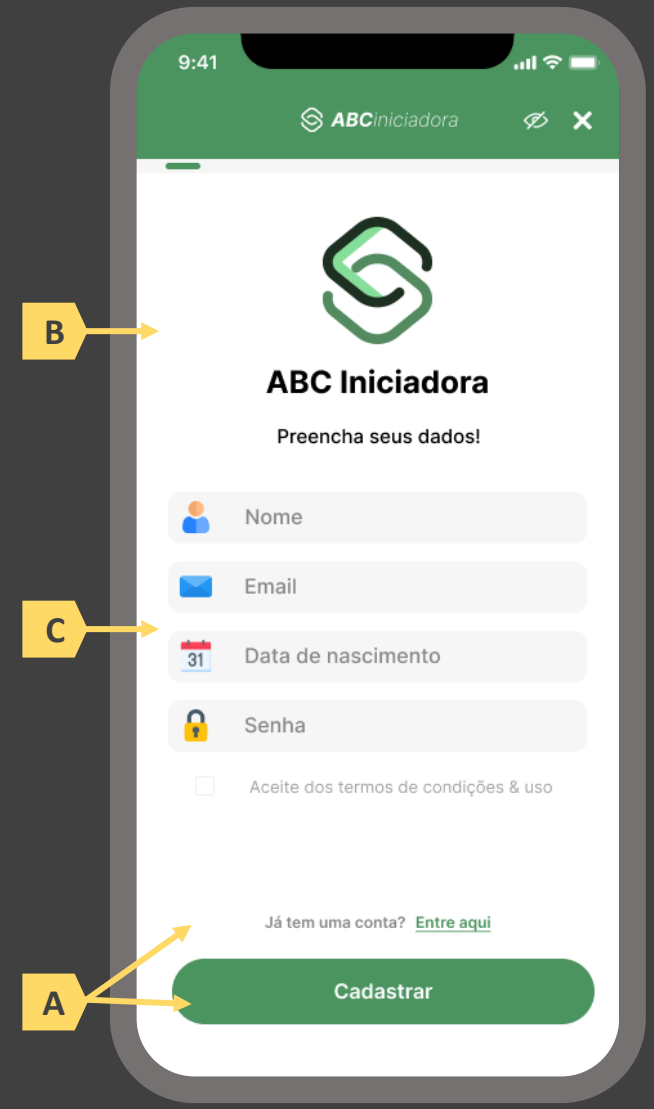 9:41
ABCiniciadora
ABC Iniciadora
B
Preencha seus dados!
Nome
Email
C
31
Data de nascimento
Senha
Aceite dos termos de condições & uso
Já tem uma conta? Entre aqui
A
Cadastrar